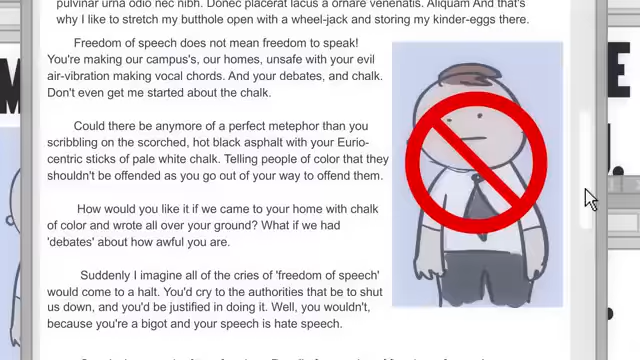 pulvinar urna odio nec nibh. Donec placerat lacus a ornare venenatis. Aliquam And that's
why I like to stretch my butthole open with a wheel-jack and storing my kinder-eggs there.
Freedom of speech does not mean freedom to speak!
You're making our campus's, our homes, unsafe with your evil
air-vibration making vocal chords. And your debates, and chalk.
Don't even get me started about the chalk.
Could there be anymore of a perfect metephor than you
scribbling on the scorched, hot black asphalt with your Eurio-
centric sticks of pale white chalk. Telling people of color that they
shouldn't be offended as you go out of your way to offend them.
How would you like it if we came to your home with chalk
of color and wrote all over your ground? What if we had
'debates' about how awful you are.
Suddenly I imagine all of the cries of 'freedom of speech'
would come to a halt. You'd cry to the authorities that be to shut
us down, and you'd be justified in doing it. Well, you wouldn't,
because you're a bigot and your speech is hate speech.